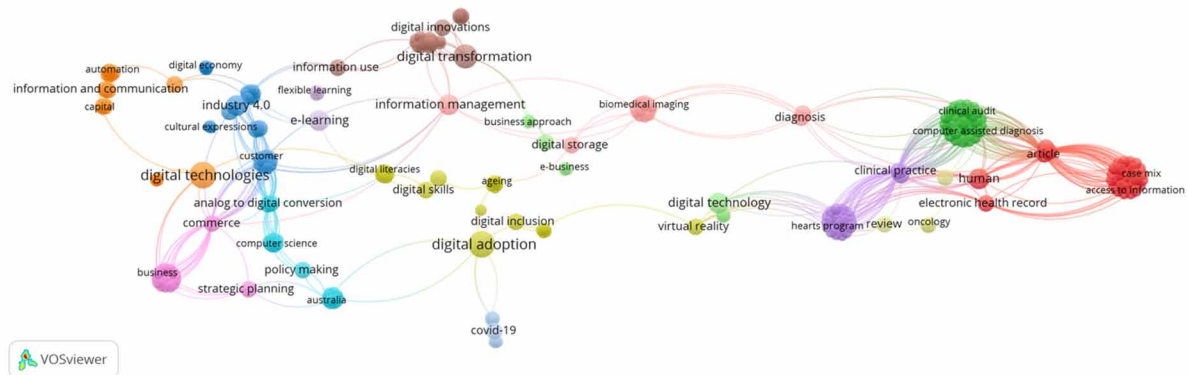 digital innovations
digital transformation
automation
digital economy
information use
information and communication
flexible learning
capital
industry 4.0
information management
biomedical imaging
clinical audit
cultural expressions
e-learning
business approach
diagnosis
computer assisted diagnosis
digital storage
customer
article
digital technologies
digital literacies
e-business
clinical practice
human
case mix
digital skills
ageing
access to information
analog to digital conversion
digital technology
electronic health record
commerce
digital inclusion
virtual reality
hearts program
review
oncology
computer science
digital adoption
business
policy making
strategic planning
australia
covid-19
VOSviewer